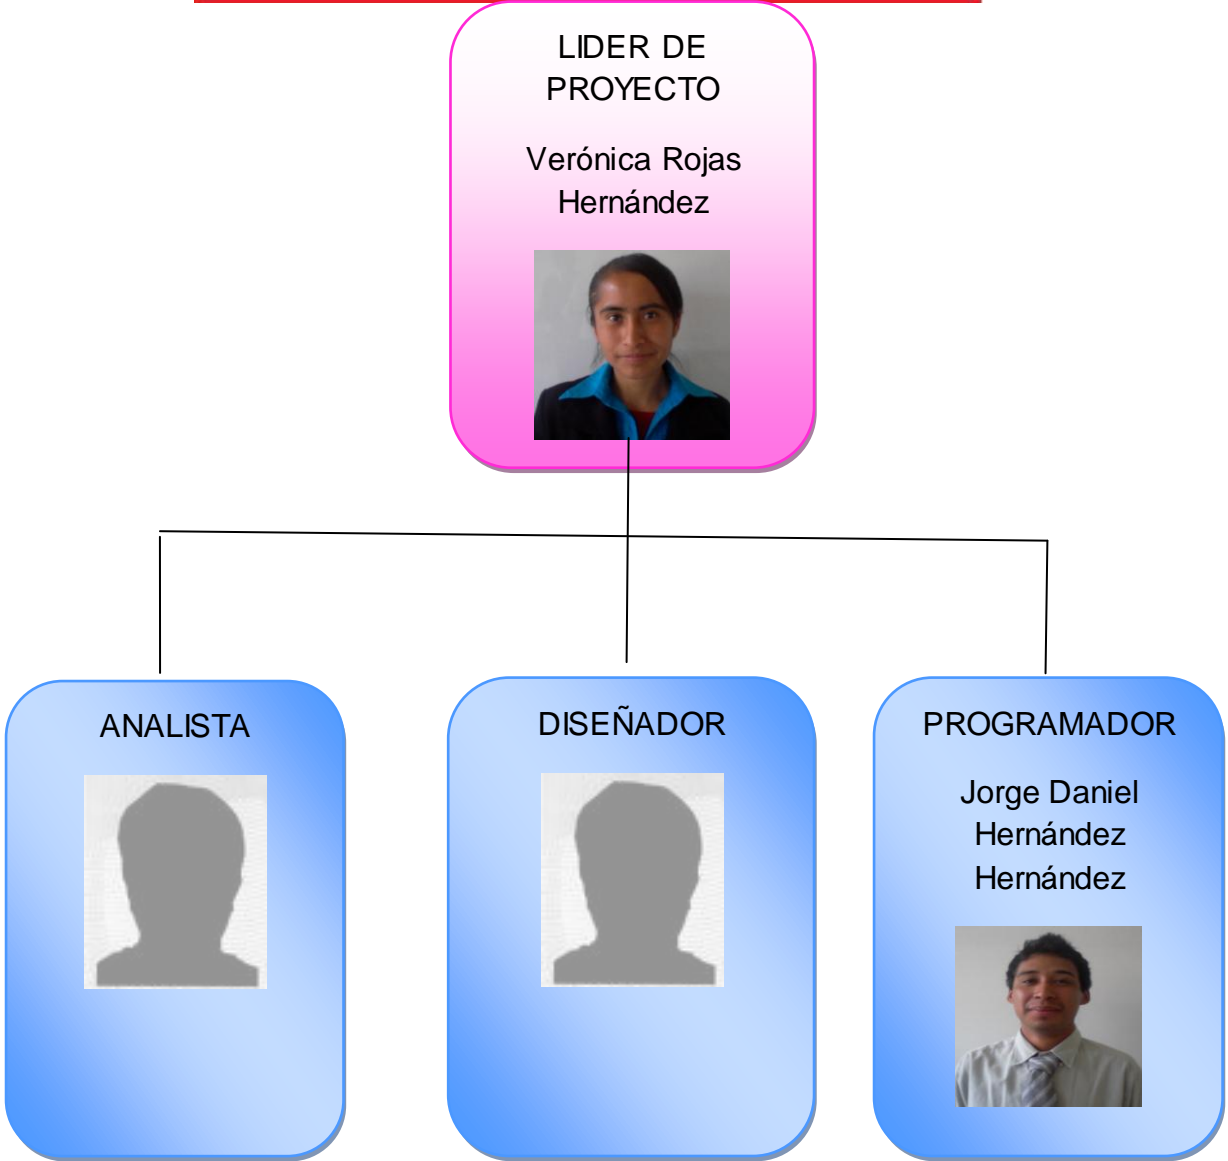 LIDER DE
PROYECTO
Verónica Rojas
Hernández
ANALISTA
DISEÑADOR
PROGRAMADOR
Jorge Daniel
Hernández
Hernández